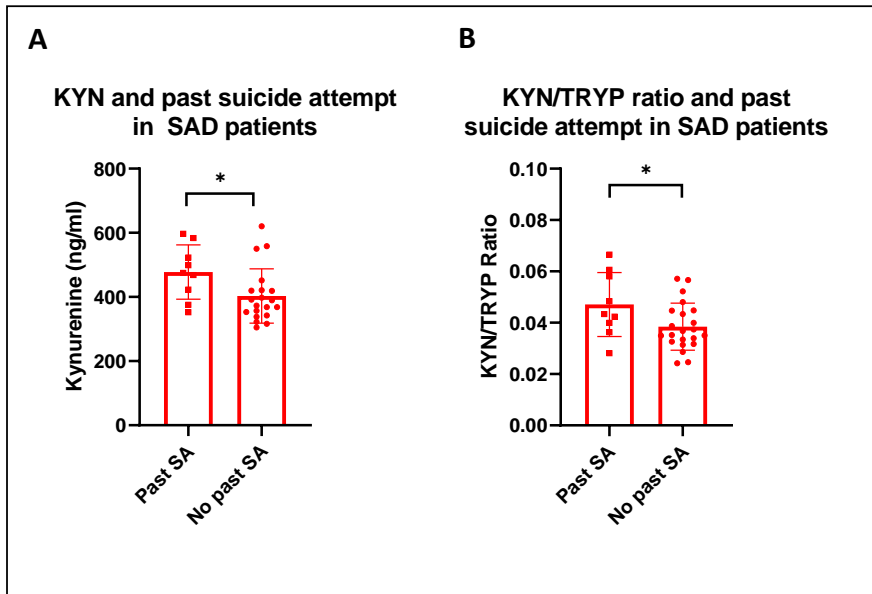 A
KYN and past suicide attempt
in SAD patients
Kynurenine (ng/ml)
800
600
400
200
0
*
Past SA
No past SA
B
KYN/TRYP ratio and past
suicide attempt in SAD patients
KYN/TRYP Ratio
0.10
0.08
0.06
0.04
0.02
0.00
*
Past SA
No past SA